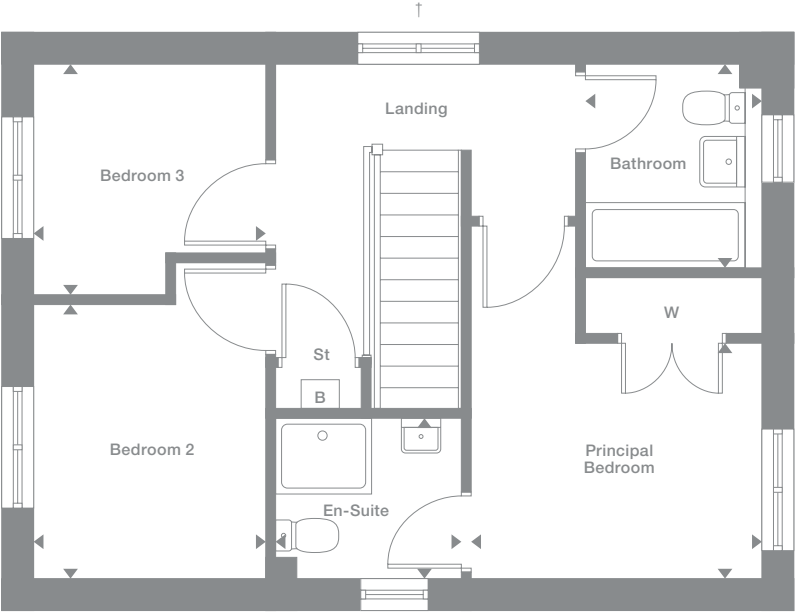 †
Landing
Bathroom
Bedroom 3
W
St
B
Bedroom 2
Principal
Bedroom
En-Suite